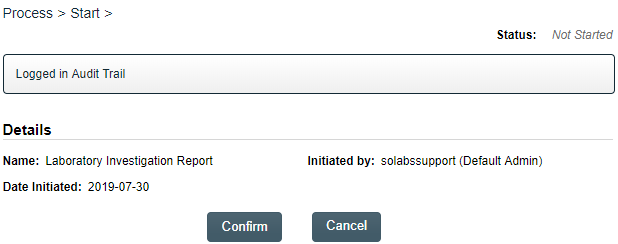 Process > Start >
Status: Not Started
Logged in Audit Trail
Details
Name: Laboratory Investigation Report Initiated by: solabssupport (Default Admin)
Date Initiated: 2019-07-30
Confirm Cancel